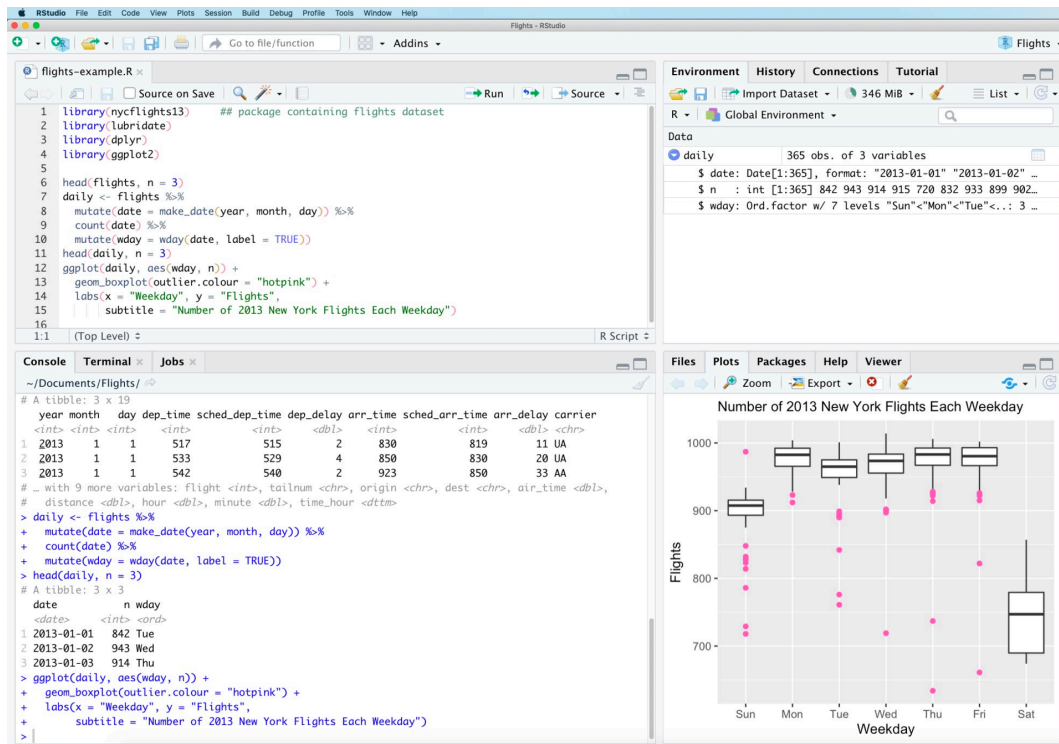 RStudio File Edit Code View Plots Session Build Debug Profile Tools Window Help
Flights - RStudio
Go to file/function Addins Flights
flights-example.R
Source on Save Run Source
1 library(nycflights13) ## package containing flights dataset
2 library(lubridate)
3 library(dplyr)
4 library(ggplot2)
5
6 head(flights, n = 3)
7 daily <- flights %>%
8 mutate(date = make_date(year, month, day)) %>%
9 count(date) %>%
10 mutate(wday = wday(date, label = TRUE))
11 head(daily, n = 3)
12 ggplot(daily, aes(wday, n)) +
13 geom_boxplot(outlier.colour = "hotpink") +
14 labs(x = "Weekday", y = "Flights",
15 subtitle = "Number of 2013 New York Flights Each Weekday")
16
1:1 (Top Level) R Script
Environment History Connections Tutorial
Import Dataset 346 MiB List
R Global Environment
Data
daily 365 obs. of 3 variables
$ date: Date[1:365], format: "2013-01-01" "2013-01-02" …
$ n : int [1:365] 842 943 914 915 720 832 933 899 902…
$ wday: Ord.factor w/ 7 levels "Sun"<"Mon"<"Tue"<..: 3 …
Console Terminal Jobs
~/Documents/Flights/
# A tibble: 3 x 19
year month day dep_time sched_dep_time dep_delay arr_time sched_arr_time arr_delay carrier
<int> <int> <int> <int> <int> <dbl> <int> <int> <dbl> <chr>
1 2013 1 1 517 515 2 830 819 11 UA
2 2013 1 1 533 529 4 850 830 20 UA
3 2013 1 1 542 540 2 923 850 33 AA
# … with 9 more variables: flight <int>, tailnum <chr>, origin <chr>, dest <chr>, air_time <dbl>,
# distance <dbl>, hour <dbl>, minute <dbl>, time_hour <dttm>
> daily <- flights %>%
+ mutate(date = make_date(year, month, day)) %>%
+ count(date) %>%
+ mutate(wday = wday(date, label = TRUE))
> head(daily, n = 3)
# A tibble: 3 x 3
date n wday
<date> <int> <ord>
1 2013-01-01 842 Tue
2 2013-01-02 943 Wed
3 2013-01-03 914 Thu
> ggplot(daily, aes(wday, n)) +
+ geom_boxplot(outlier.colour = "hotpink") +
+ labs(x = "Weekday", y = "Flights",
+ subtitle = "Number of 2013 New York Flights Each Weekday")
>
Files Plots Packages Help Viewer
Zoom Export
Number of 2013 New York Flights Each Weekday
1000
900
800
700
Flights
Sun Mon Tue Wed Thu Fri Sat
Weekday